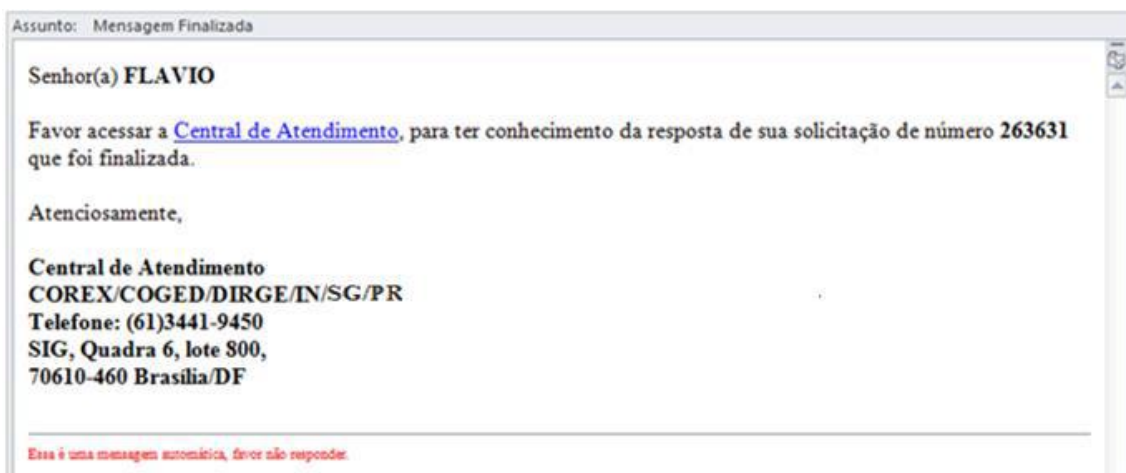 Assunto: Mensagem Finalizada
Senhor(a) FLAVIO
Favor acessar a Central de Atendimento, para ter conhecimento da resposta de sua solicitação de número 263631
que foi finalizada.
Atenciosamente,
Central de Atendimento
COREX/COGED/DIRGE/IN/SG/PR
Telefone: (61)3441-9450
SIG, Quadra 6, lote 800,
70610-460 Brasília/DF
Essa é uma mensagem automática, favor não responder.